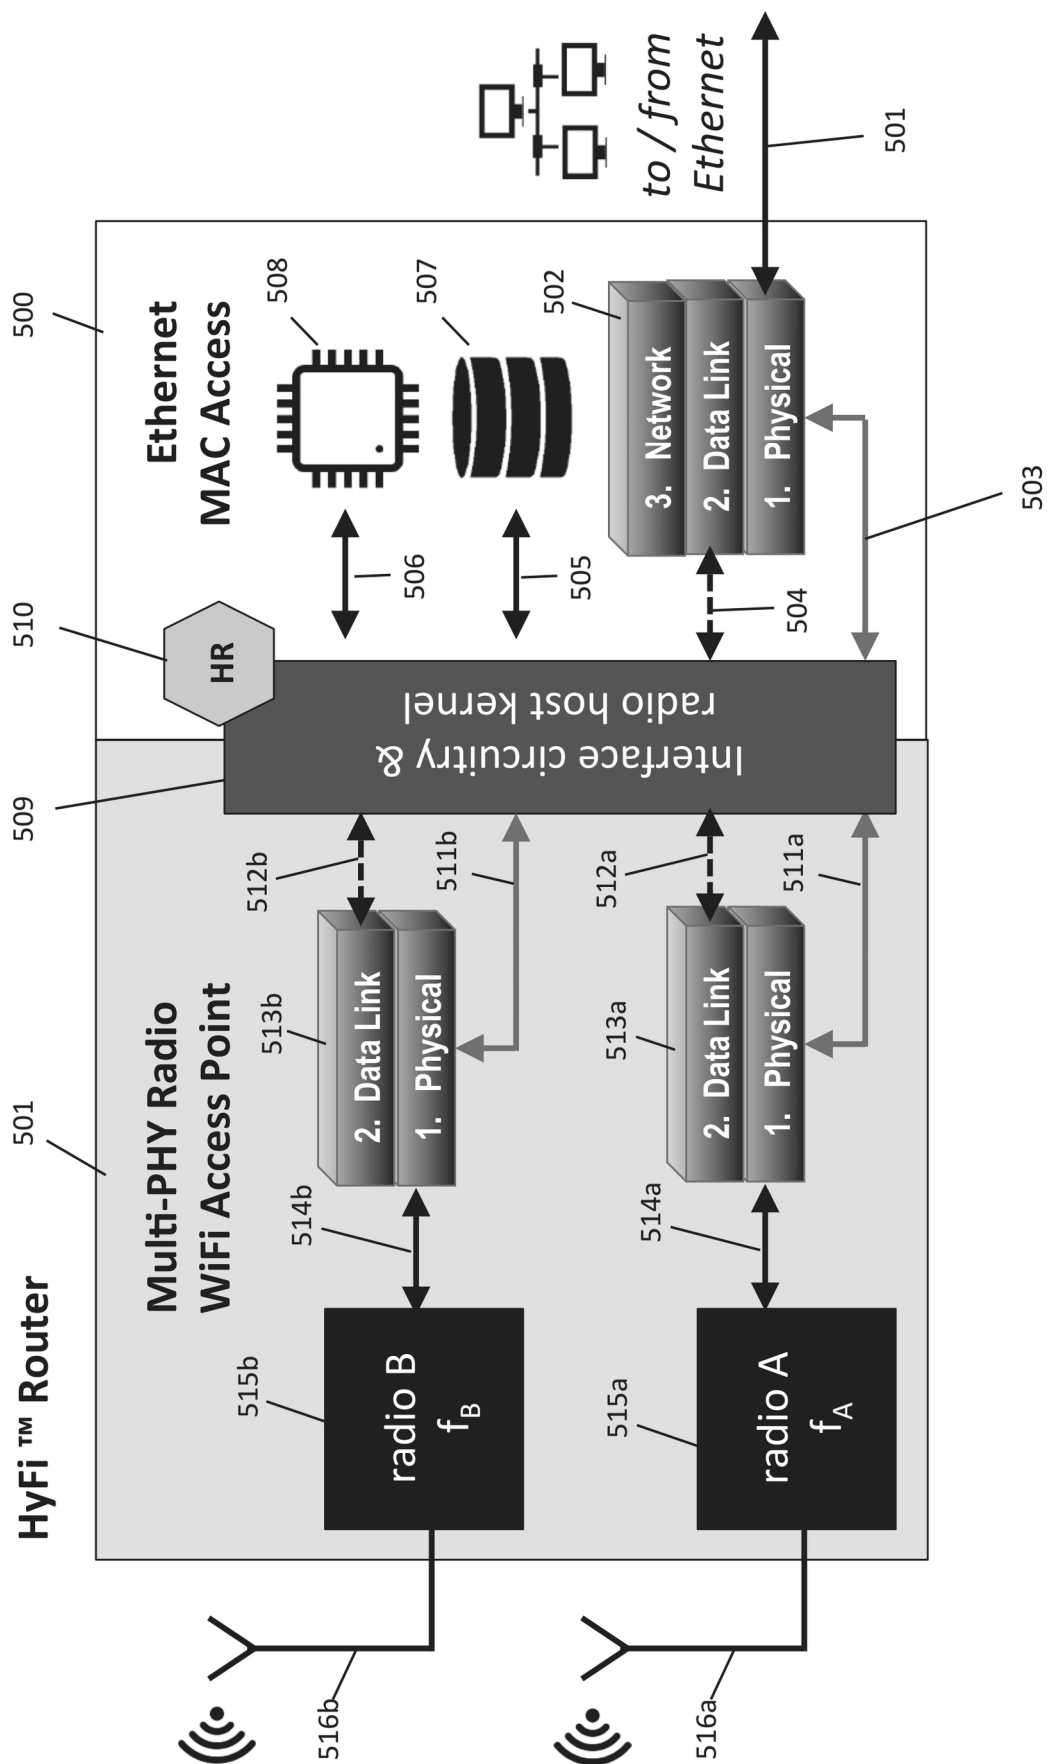 HyFi ™ Router
501
509
510
500
Multi-PHY Radio
WiFi Access Point
Ethernet
MAC Access
HR
515b
radio B
f_B
514b
513b
2. Data Link
1. Physical
512b
511b
516b
Interface circuitry &
radio host kernel
506
508
505
507
515a
radio A
f_A
514a
513a
2. Data Link
1. Physical
512a
511a
516a
504
502
3. Network
2. Data Link
1. Physical
503
to / from
Ethernet
501